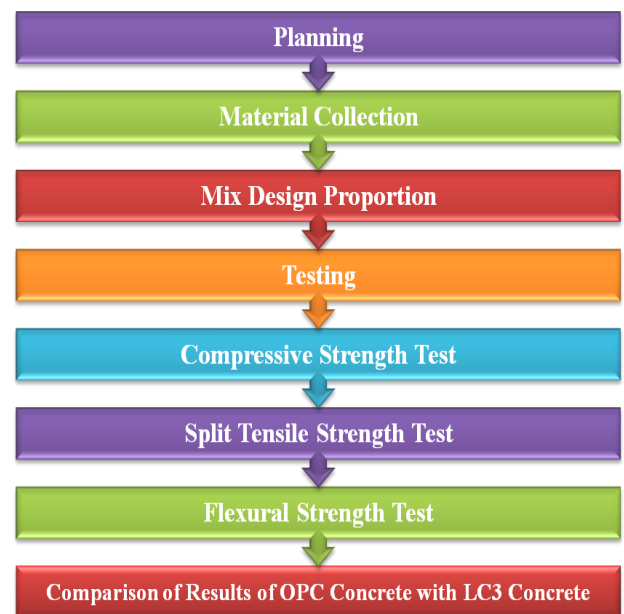 Planning
Material Collection
Mix Design Proportion
Testing
Compressive Strength Test
Split Tensile Strength Test
Flexural Strength Test
Comparison of Results of OPC Concrete with LC3 Concrete